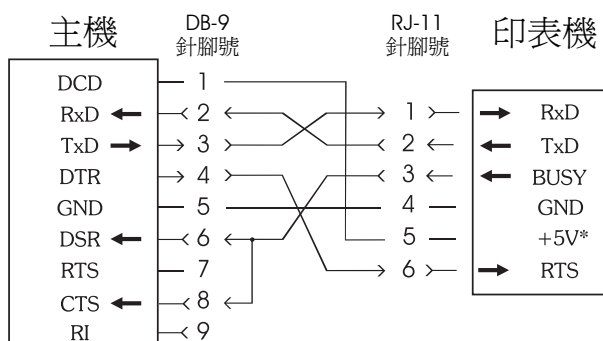 主機 DB-9 針腳號 RJ-11 針腳號 印表機
DCD 1
RxD 2 1 RxD
TxD 3 2 TxD
DTR 4 3 BUSY
GND 5 4 GND
DSR 6 5 +5V*
RTS 7 6 RTS
CTS 8
RI 9